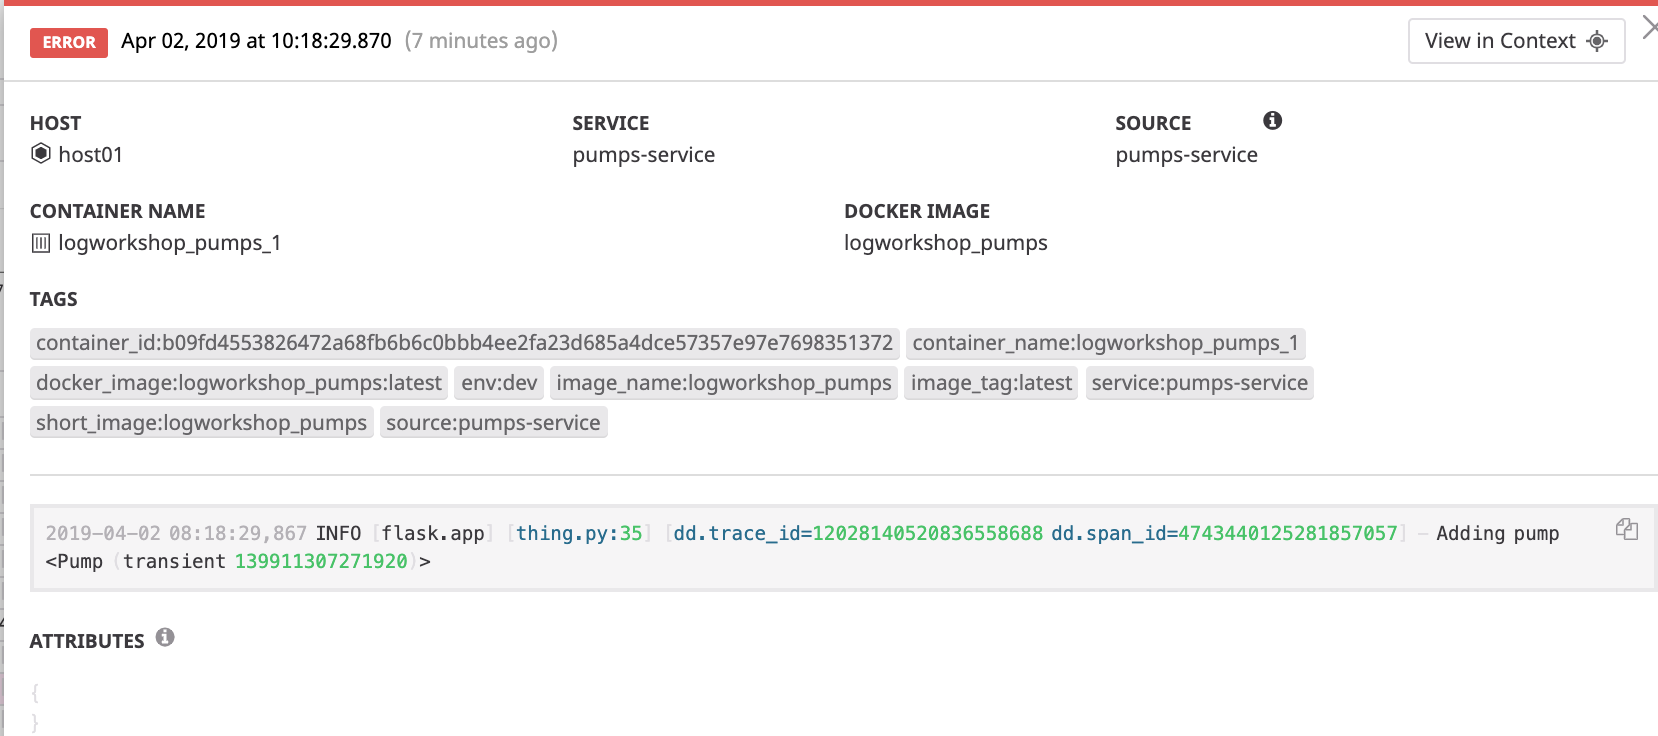 ERROR Apr 02, 2019 at 10:18:29.870 (7 minutes ago) View in Context
HOST SERVICE SOURCE
host01 pumps-service pumps-service
CONTAINER NAME DOCKER IMAGE
logworkshop_pumps_1 logworkshop_pumps
TAGS
container_id:b09fd4553826472a68fb6b6c0bbb4ee2fa23d685a4dce57357e97e7698351372 container_name:logworkshop_pumps_1
docker_image:logworkshop_pumps:latest env:dev image_name:logworkshop_pumps image_tag:latest service:pumps-service
short_image:logworkshop_pumps source:pumps-service
2019-04-02 08:18:29,867 INFO [flask.app] [thing.py:35] [dd.trace_id=12028140520836558688 dd.span_id=4743440125281857057] - Adding pump
<Pump (transient 139911307271920)>
ATTRIBUTES
{
}